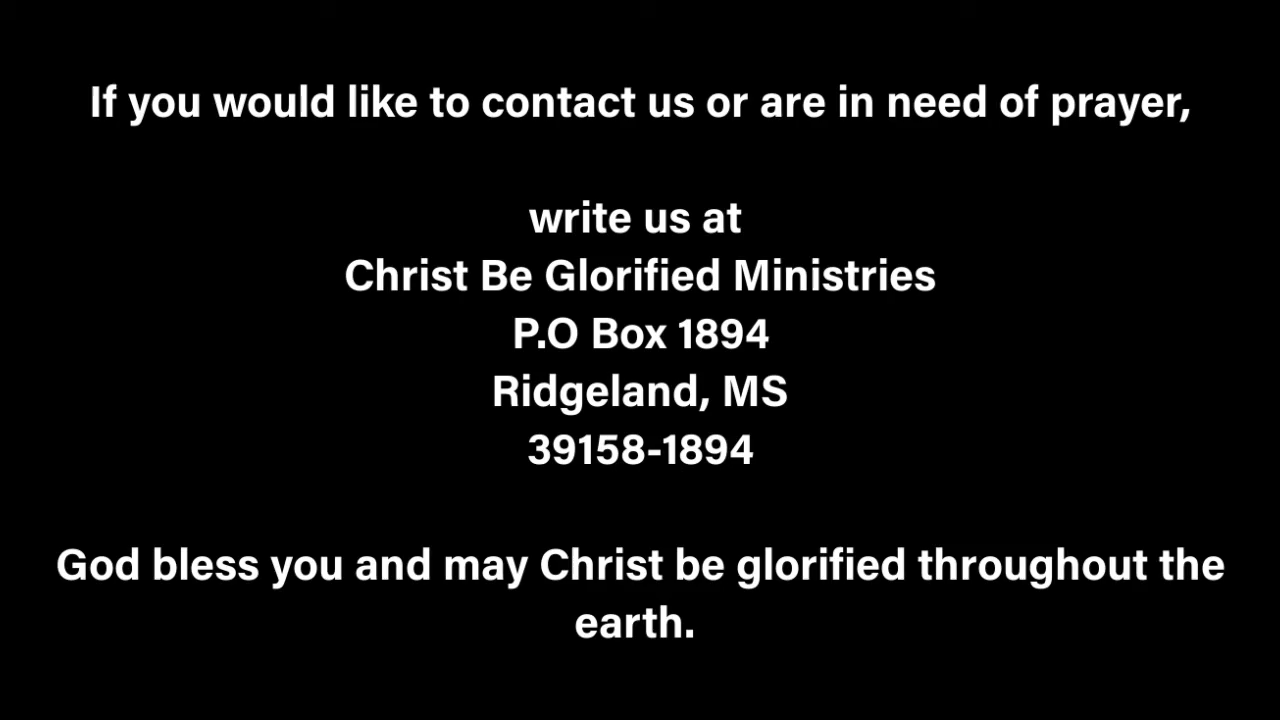 If you would like to contact us or are in need of prayer,
write us at
Christ Be Glorified Ministries
P.O Box 1894
Ridgeland, MS
39158-1894
God bless you and may Christ be glorified throughout the
earth.